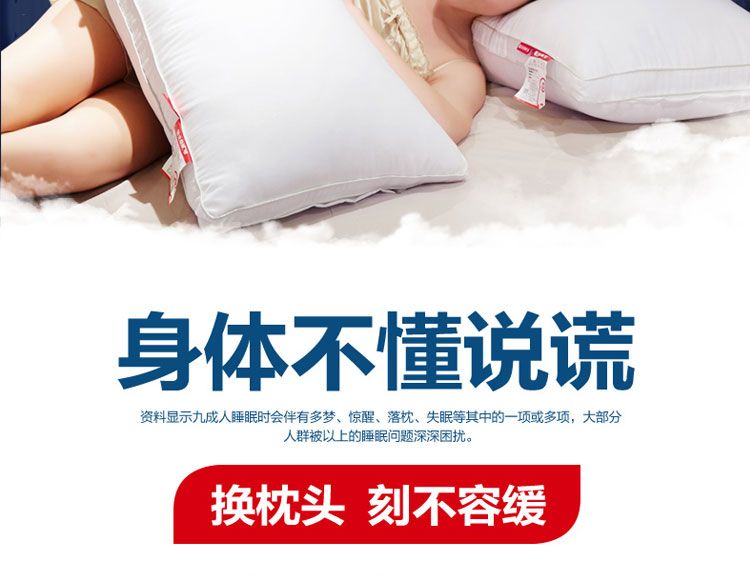 身体不懂说谎
资料显示九成人睡眠时会伴有多梦、惊醒、落枕、失眠等其中的一项或多项，大部分
人群被以上的睡眠问题深深困扰。
换枕头 刻不容缓